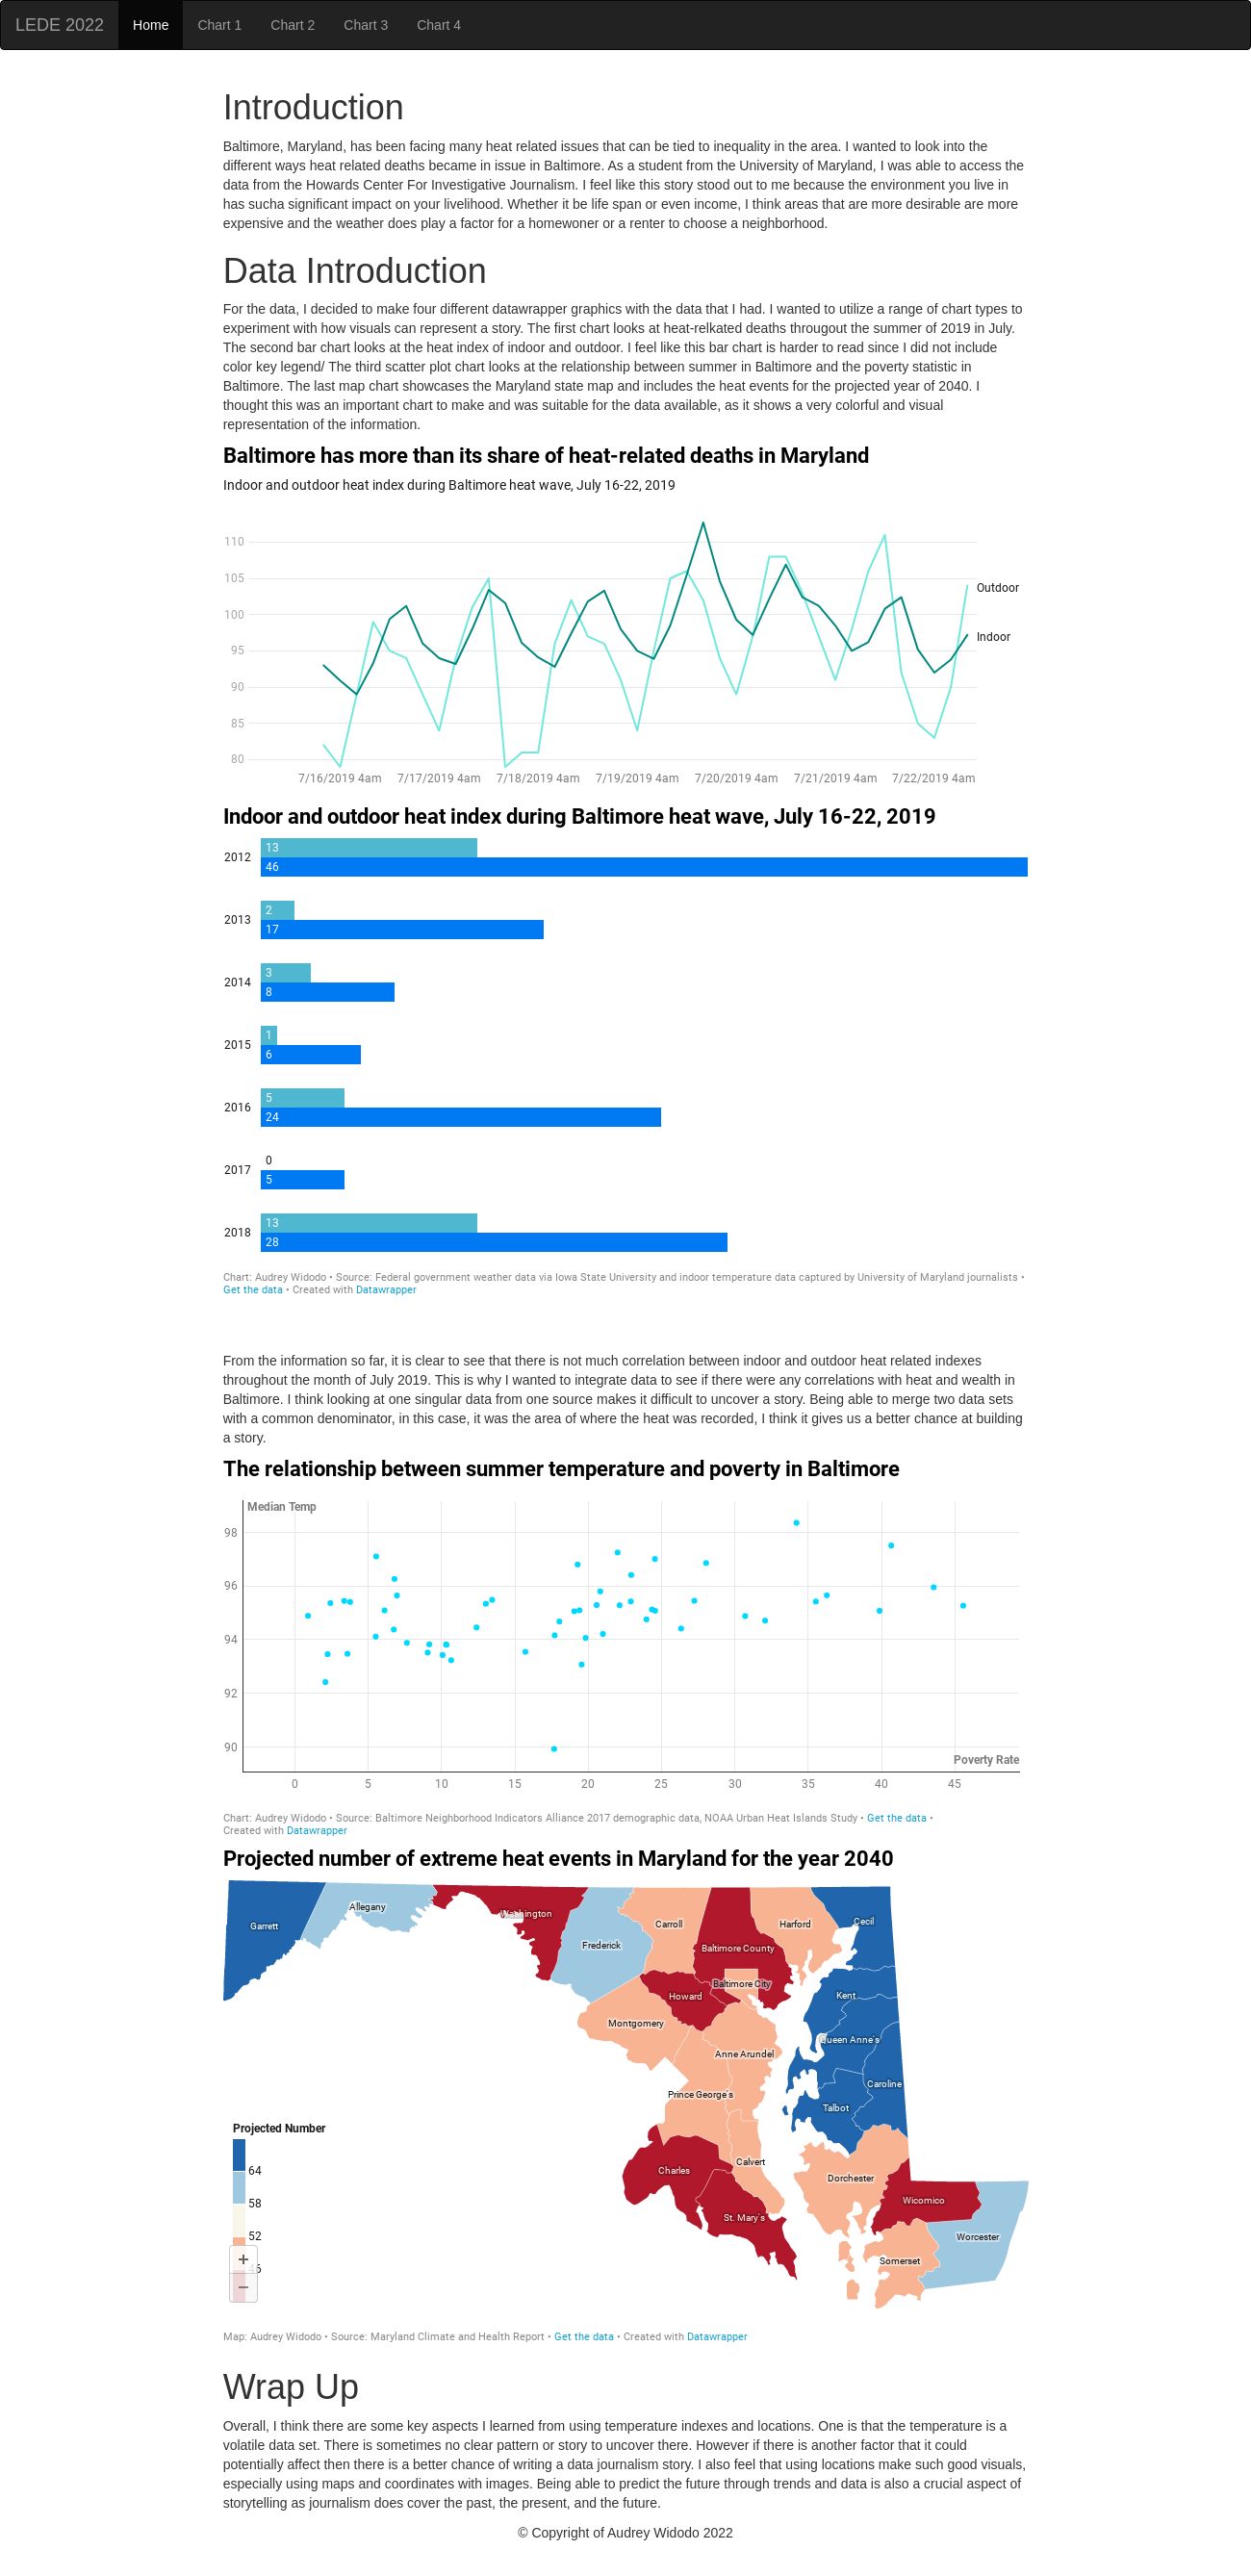 LEDE 2022 Home Chart 1 Chart 2 Chart 3 Chart 4
Introduction
Baltimore, Maryland, has been facing many heat related issues that can be tied to inequality in the area. I wanted to look into the
different ways heat related deaths became in issue in Baltimore. As a student from the University of Maryland, I was able to access the
data from the Howards Center For Investigative Journalism. I feel like this story stood out to me because the environment you live in
has sucha significant impact on your livelihood. Whether it be life span or even income, I think areas that are more desirable are more
expensive and the weather does play a factor for a homewoner or a renter to choose a neighborhood.
Data Introduction
For the data, I decided to make four different datawrapper graphics with the data that I had. I wanted to utilize a range of chart types to
experiment with how visuals can represent a story. The first chart looks at heat-relkated deaths througout the summer of 2019 in July.
The second bar chart looks at the heat index of indoor and outdoor. I feel like this bar chart is harder to read since I did not include
color key legend/ The third scatter plot chart looks at the relationship between summer in Baltimore and the poverty statistic in
Baltimore. The last map chart showcases the Maryland state map and includes the heat events for the projected year of 2040. I
thought this was an important chart to make and was suitable for the data available, as it shows a very colorful and visual
representation of the information.
Baltimore has more than its share of heat-related deaths in Maryland
Indoor and outdoor heat index during Baltimore heat wave, July 16-22, 2019
110
105
100
95
90
85
80
Outdoor
Indoor
7/16/2019 4am 7/17/2019 4am 7/18/2019 4am 7/19/2019 4am 7/20/2019 4am 7/21/2019 4am 7/22/2019 4am
Indoor and outdoor heat index during Baltimore heat wave, July 16-22, 2019
2012
13
46
2013
2
17
2014
3
8
2015
1
6
2016
5
24
2017
0
5
2018
13
28
Chart: Audrey Widodo • Source: Federal government weather data via Iowa State University and indoor temperature data captured by University of Maryland journalists •
Get the data • Created with Datawrapper
From the information so far, it is clear to see that there is not much correlation between indoor and outdoor heat related indexes
throughout the month of July 2019. This is why I wanted to integrate data to see if there were any correlations with heat and wealth in
Baltimore. I think looking at one singular data from one source makes it difficult to uncover a story. Being able to merge two data sets
with a common denominator, in this case, it was the area of where the heat was recorded, I think it gives us a better chance at building
a story.
The relationship between summer temperature and poverty in Baltimore
Median Temp
98
96
94
92
90
Poverty Rate
0 5 10 15 20 25 30 35 40 45
Chart: Audrey Widodo • Source: Baltimore Neighborhood Indicators Alliance 2017 demographic data, NOAA Urban Heat Islands Study • Get the data •
Created with Datawrapper
Projected number of extreme heat events in Maryland for the year 2040
Garrett
Allegany
Washington
Frederick
Carroll
Baltimore County
Harford
Cecil
Baltimore City
Howard
Kent
Montgomery
Anne Arundel
Queen Anne's
Prince George's
Caroline
Talbot
Charles
Calvert
Dorchester
St. Mary's
Wicomico
Worcester
Somerset
Projected Number
64
58
52
+
−
Map: Audrey Widodo • Source: Maryland Climate and Health Report • Get the data • Created with Datawrapper
Wrap Up
Overall, I think there are some key aspects I learned from using temperature indexes and locations. One is that the temperature is a
volatile data set. There is sometimes no clear pattern or story to uncover there. However if there is another factor that it could
potentially affect then there is a better chance of writing a data journalism story. I also feel that using locations make such good visuals,
especially using maps and coordinates with images. Being able to predict the future through trends and data is also a crucial aspect of
storytelling as journalism does cover the past, the present, and the future.
© Copyright of Audrey Widodo 2022